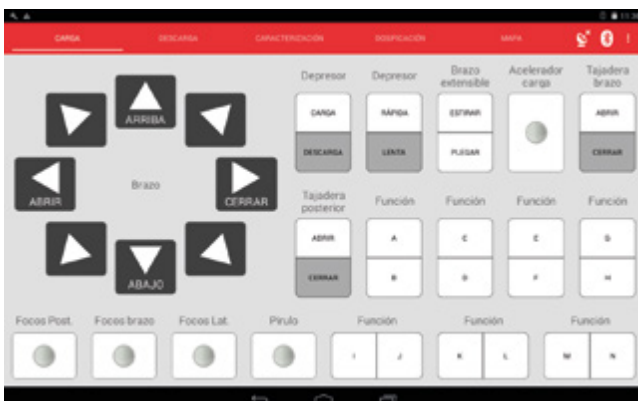 11:30
CARGA DESCARGA CARACTERIZACIÓN DOSIFICACIÓN MAPA
Depresor Depresor Brazo extensible Acelerador carga Tajadera brazo
ARRIBA
CARGA RÁPIDA ESTIRAR ABRIR
DESCARGA LENTA PLEGAR CERRAR
Brazo
ABRIR CERRAR
Tajadera posterior Función Función Función Función
ABRIR A C E G
CERRAR B D F H
ABAJO
Focos Post. Focos brazo Focos Lat. Pirulo Función Función Función
I J K L M N